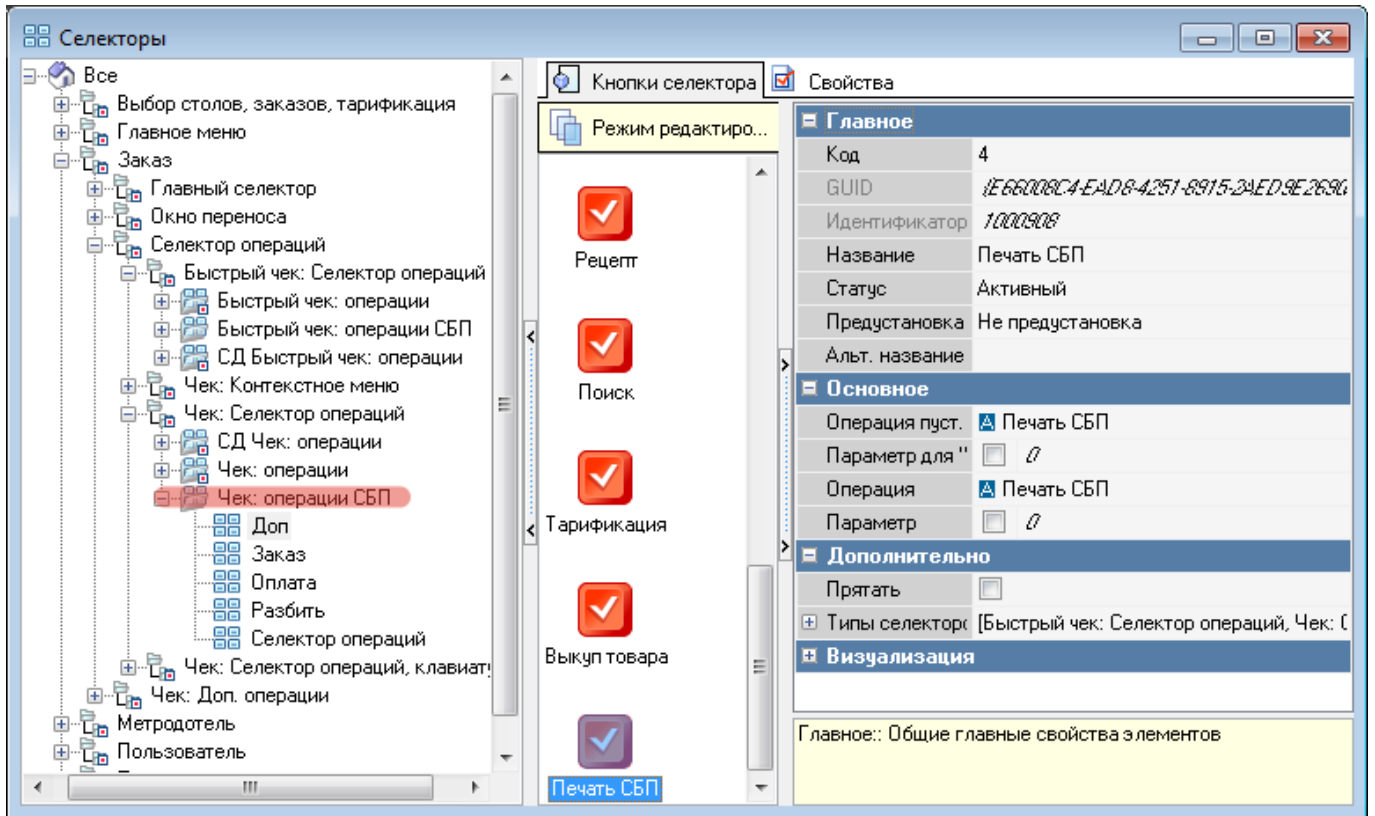 Селекторы
Все
Выбор столов, заказов, тарификация
Главное меню
Заказ
Главный селектор
Окно переноса
Селектор операций
Быстрый чек: Селектор операций
Быстрый чек: операции
Быстрый чек: операции СБП
СД Быстрый чек: операции
Чек: Контекстное меню
Чек: Селектор операций
СД Чек: операции
Чек: операции
Чек: операции СБП
Доп
Заказ
Оплата
Разбить
Селектор операций
Чек: Селектор операций, клавиат
Чек: Доп. операции
Метродотель
Пользователь
Кнопки селектора
Свойства
Режим редактиро...
Рецепт
Поиск
Тарификация
Выкуп товара
Печать СБП
Главное
Код 4
GUID
Идентификатор 1000908
Название Печать СБП
Статус Активный
Предустановка Не предустановка
Альт. название
Основное
Операция пуст. Печать СБП
Параметр для " 0
Операция Печать СБП
Параметр 0
Дополнительно
Прятать
Типы селектор [Быстрый чек: Селектор операций, Чек:
Визуализация
Главное:: Общие главные свойства элементов